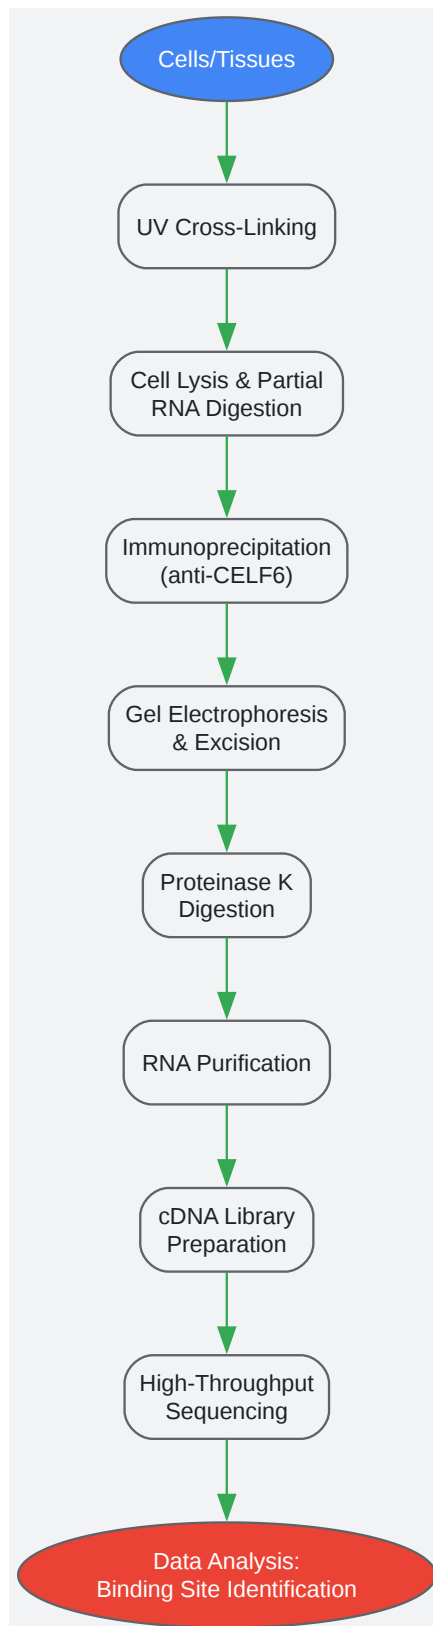 Cells/Tissues
UV Cross-Linking
Cell Lysis & Partial
RNA Digestion
Immunoprecipitation
(anti-CELF6)
Gel Electrophoresis
& Excision
Proteinase K
Digestion
RNA Purification
cDNA Library
Preparation
High-Throughput
Sequencing
Data Analysis:
Binding Site Identification